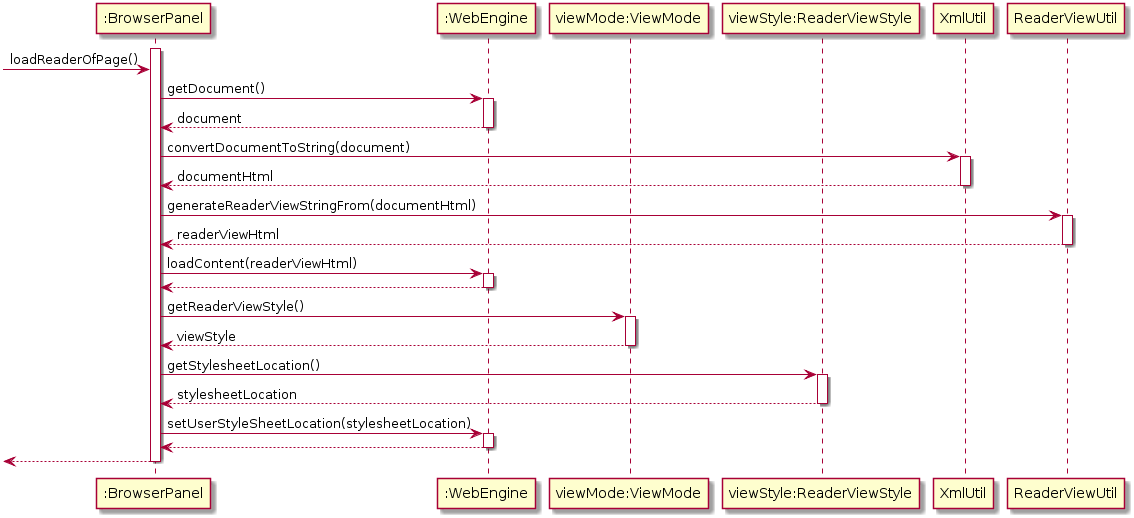 :BrowserPanel :WebEngine viewMode:ViewMode viewStyle:ReaderViewStyle XmlUtil ReaderViewUtil
loadReaderOfPage()
getDocument()
document
convertDocumentToString(document)
documentHtml
generateReaderViewStringFrom(documentHtml)
readerViewHtml
loadContent(readerViewHtml)
getReaderViewStyle()
viewStyle
getStylesheetLocation()
stylesheetLocation
setUserStyleSheetLocation(stylesheetLocation)
:BrowserPanel :WebEngine viewMode:ViewMode viewStyle:ReaderViewStyle XmlUtil ReaderViewUtil